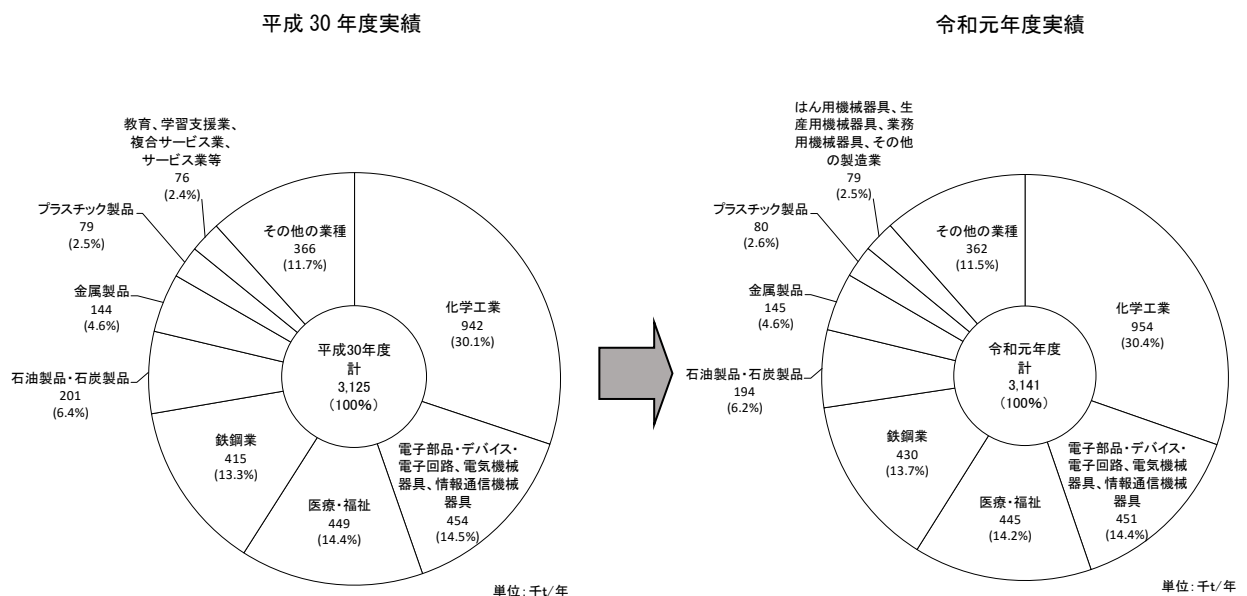 平成 30 年度実績
教育、学習支援業、
複合サービス業、
サービス業等
76
(2.4%)
プラスチック製品
79
(2.5%)
金属製品
144
(4.6%)
石油製品・石炭製品
201
(6.4%)
鉄鋼業
415
(13.3%)
医療・福祉
449
(14.4%)
電子部品・デバイス・
電子回路、電気機械
器具、情報通信機械
器具
454
(14.5%)
化学工業
942
(30.1%)
その他の業種
366
(11.7%)
平成30年度
計
3,125
(100%)
単位：千t/年
令和元年度実績
はん用機械器具、生
産用機械器具、業務
用機械器具、その他
の製造業
79
(2.5%)
プラスチック製品
80
(2.6%)
金属製品
145
(4.6%)
石油製品・石炭製品
194
(6.2%)
鉄鋼業
430
(13.7%)
医療・福祉
445
(14.2%)
電子部品・デバイス・
電子回路、電気機械
器具、情報通信機械
器具
451
(14.4%)
化学工業
954
(30.4%)
その他の業種
362
(11.5%)
令和元年度
計
3,141
(100%)
単位：千t/年